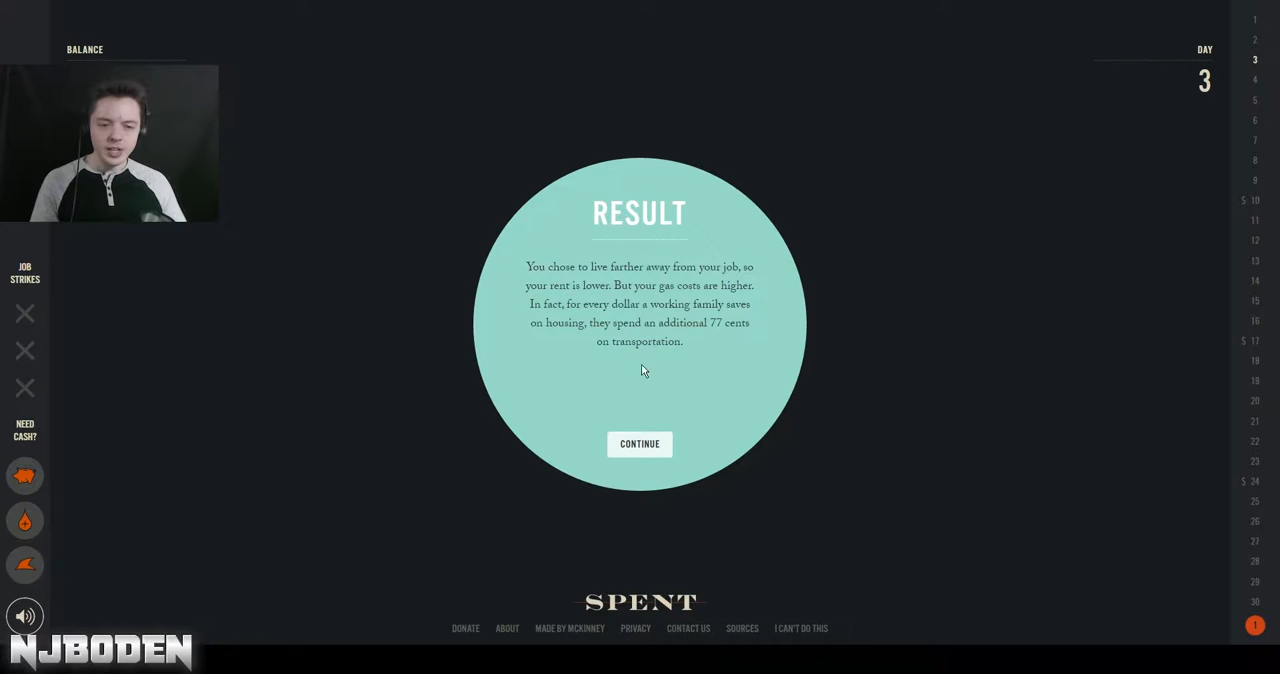 BALANCE
DAY
3
JOB
STRIKES
NEED
CASH?
RESULT
You chose to live farther away from your job, so
your rent is lower. But your gas costs are higher.
In fact, for every dollar a working family saves
on housing, they spend an additional 77 cents
on transportation.
CONTINUE
1
2
3
4
5
6
7
8
9
$ 10
11
12
13
14
15
16
$ 17
18
19
20
21
22
23
$ 24
25
26
27
28
29
30
1
SPENT
DONATE ABOUT MADE BY MCKINNEY PRIVACY CONTACT US SOURCES I CAN'T DO THIS
NJBODEN